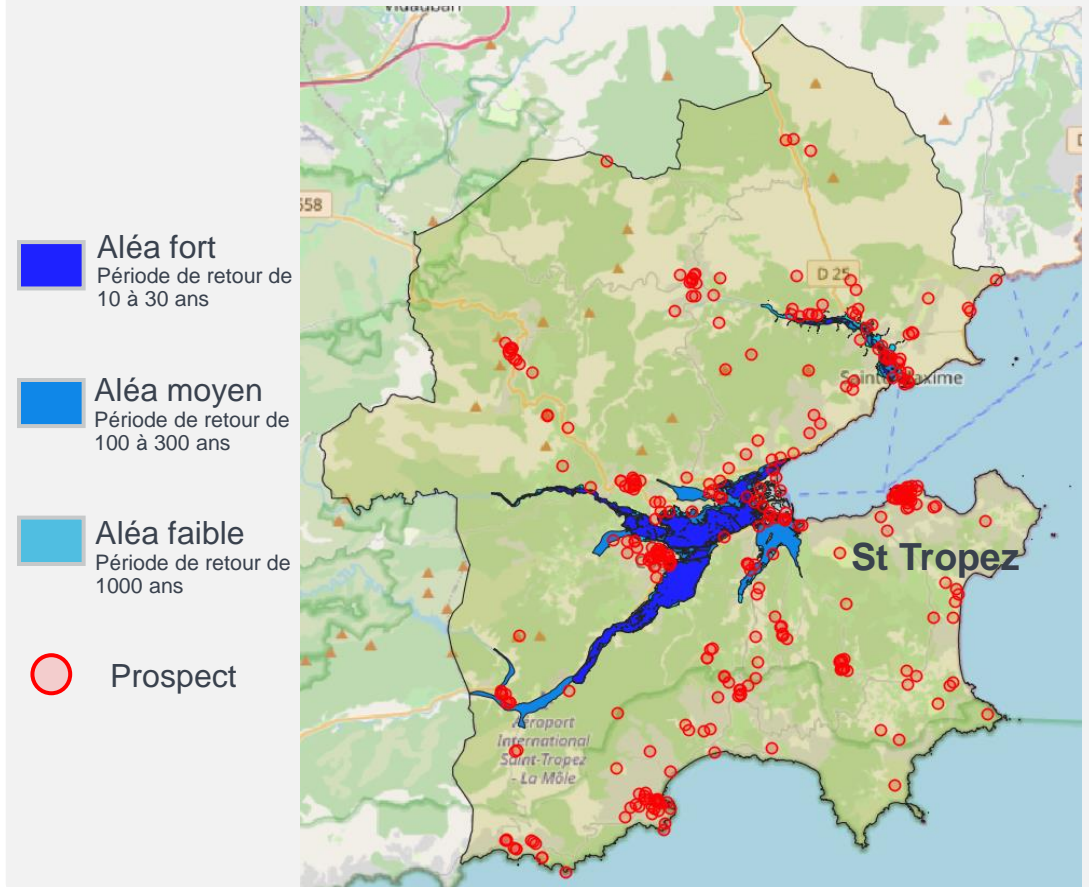 Vidauban
558
Aléa fort
Période de retour de
10 à 30 ans
D 25
Aléa moyen
Période de retour de
100 à 300 ans
Aléa faible
Période de retour de
1000 ans
St Tropez
Prospect
Aéroport
International
Saint-Tropez
- La Môle